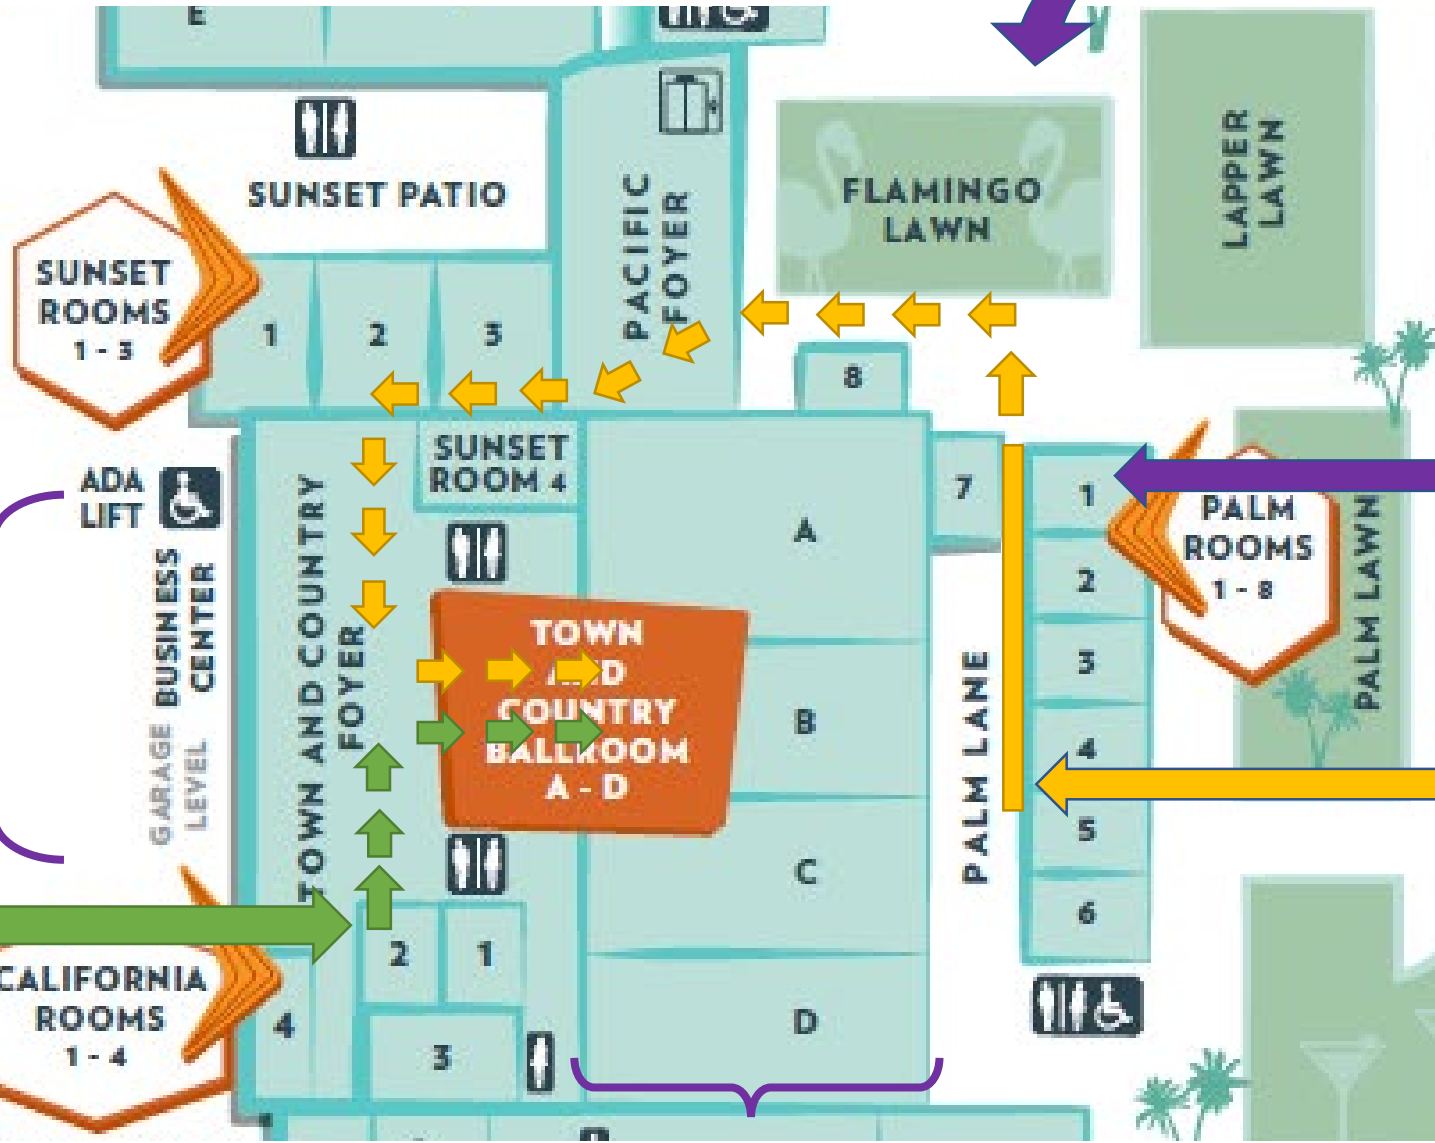 E
SUNSET PATIO
PACIFIC
FOYER
FLAMINGO
LAWN
LAPPER
LAWN
SUNSET
ROOMS
1 - 3
1
2
3
8
SUNSET
ROOM 4
ADA
LIFT
BUSINESS
CENTER
GARAGE
LEVEL
TOWN AND COUNTRY
FOYER
TOWN
AND
COUNTRY
BALLROOM
A - D
A
B
C
D
7
PALM LANE
1
2
3
4
5
6
PALM
ROOMS
1 - 8
PALM LAWN
CALIFORNIA
ROOMS
1 - 4
2
1
4
3